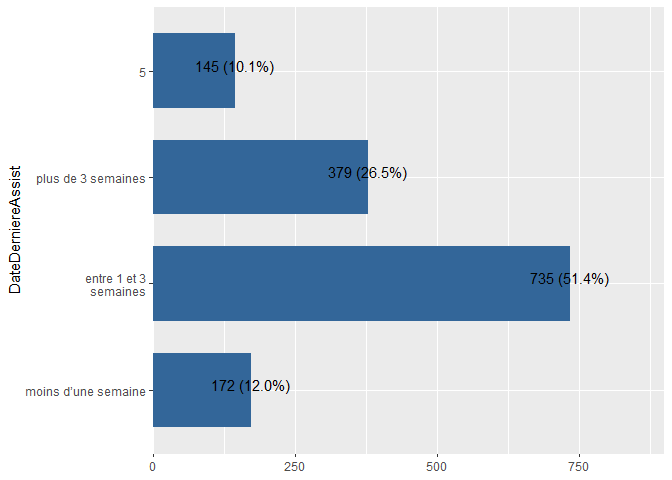 DateDerniereAssist
5
145 (10.1%)
plus de 3 semaines
379 (26.5%)
entre 1 et 3
semaines
735 (51.4%)
moins d'une semaine
172 (12.0%)
0
250
500
750